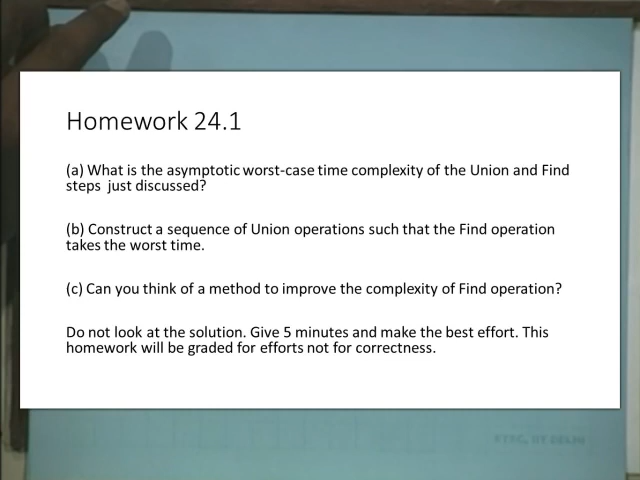 Homework 24.1
(a) What is the asymptotic worst-case time complexity of the Union and Find
steps just discussed?
(b) Construct a sequence of Union operations such that the Find operation
takes the worst time.
(c) Can you think of a method to improve the complexity of Find operation?
Do not look at the solution. Give 5 minutes and make the best effort. This
homework will be graded for efforts not for correctness.